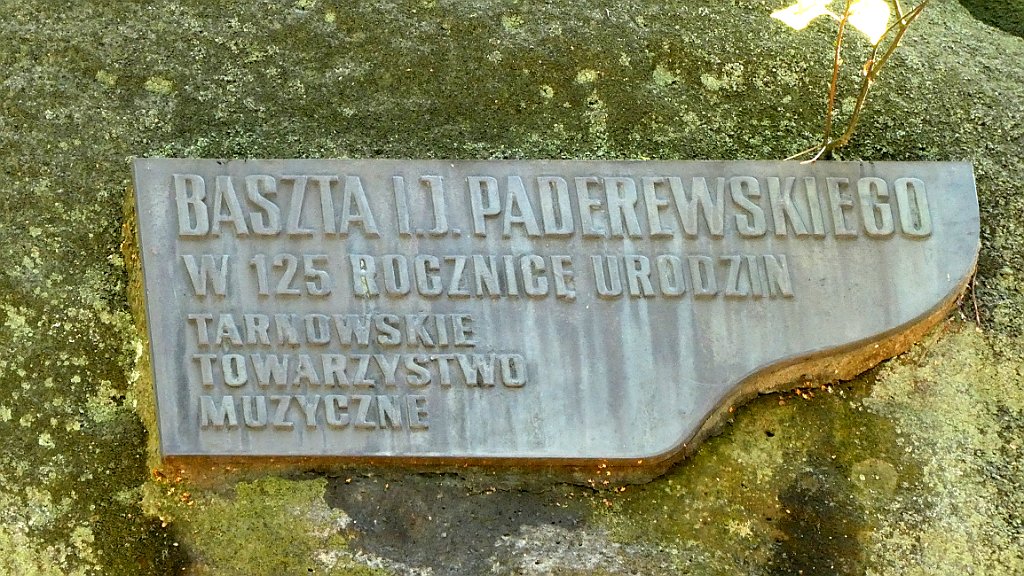 BASZTA I.J. PADEREWSKIEGO
W 125 ROCZNICĘ URODZIN
TARNOWSKIE
TOWARZYSTWO
MUZYCZNE